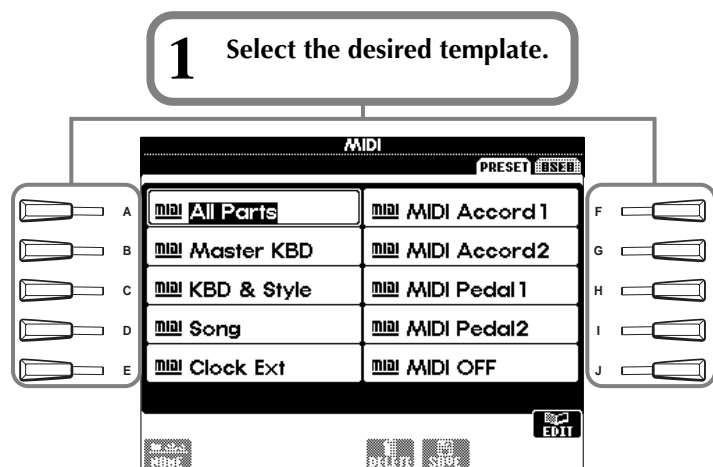 1 Select the desired template.
MIDI
PRESET USER
A MIDI All Parts MIDI MIDI Accord1 F
B MIDI Master KBD MIDI MIDI Accord2 G
C MIDI KBD & Style MIDI MIDI Pedal1 H
D MIDI Song MIDI MIDI Pedal2 I
E MIDI Clock Ext MIDI MIDI OFF J
EDIT
NAME DELETE SAVE